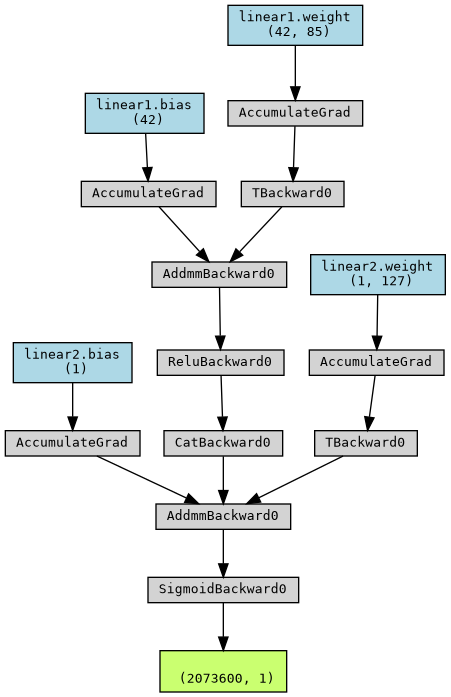 linear1.weight
(42, 85)
linear1.bias
(42)
AccumulateGrad
AccumulateGrad
TBackward0
AddmmBackward0
linear2.weight
(1, 127)
linear2.bias
(1)
ReluBackward0
AccumulateGrad
AccumulateGrad
CatBackward0
TBackward0
AddmmBackward0
SigmoidBackward0
(2073600, 1)